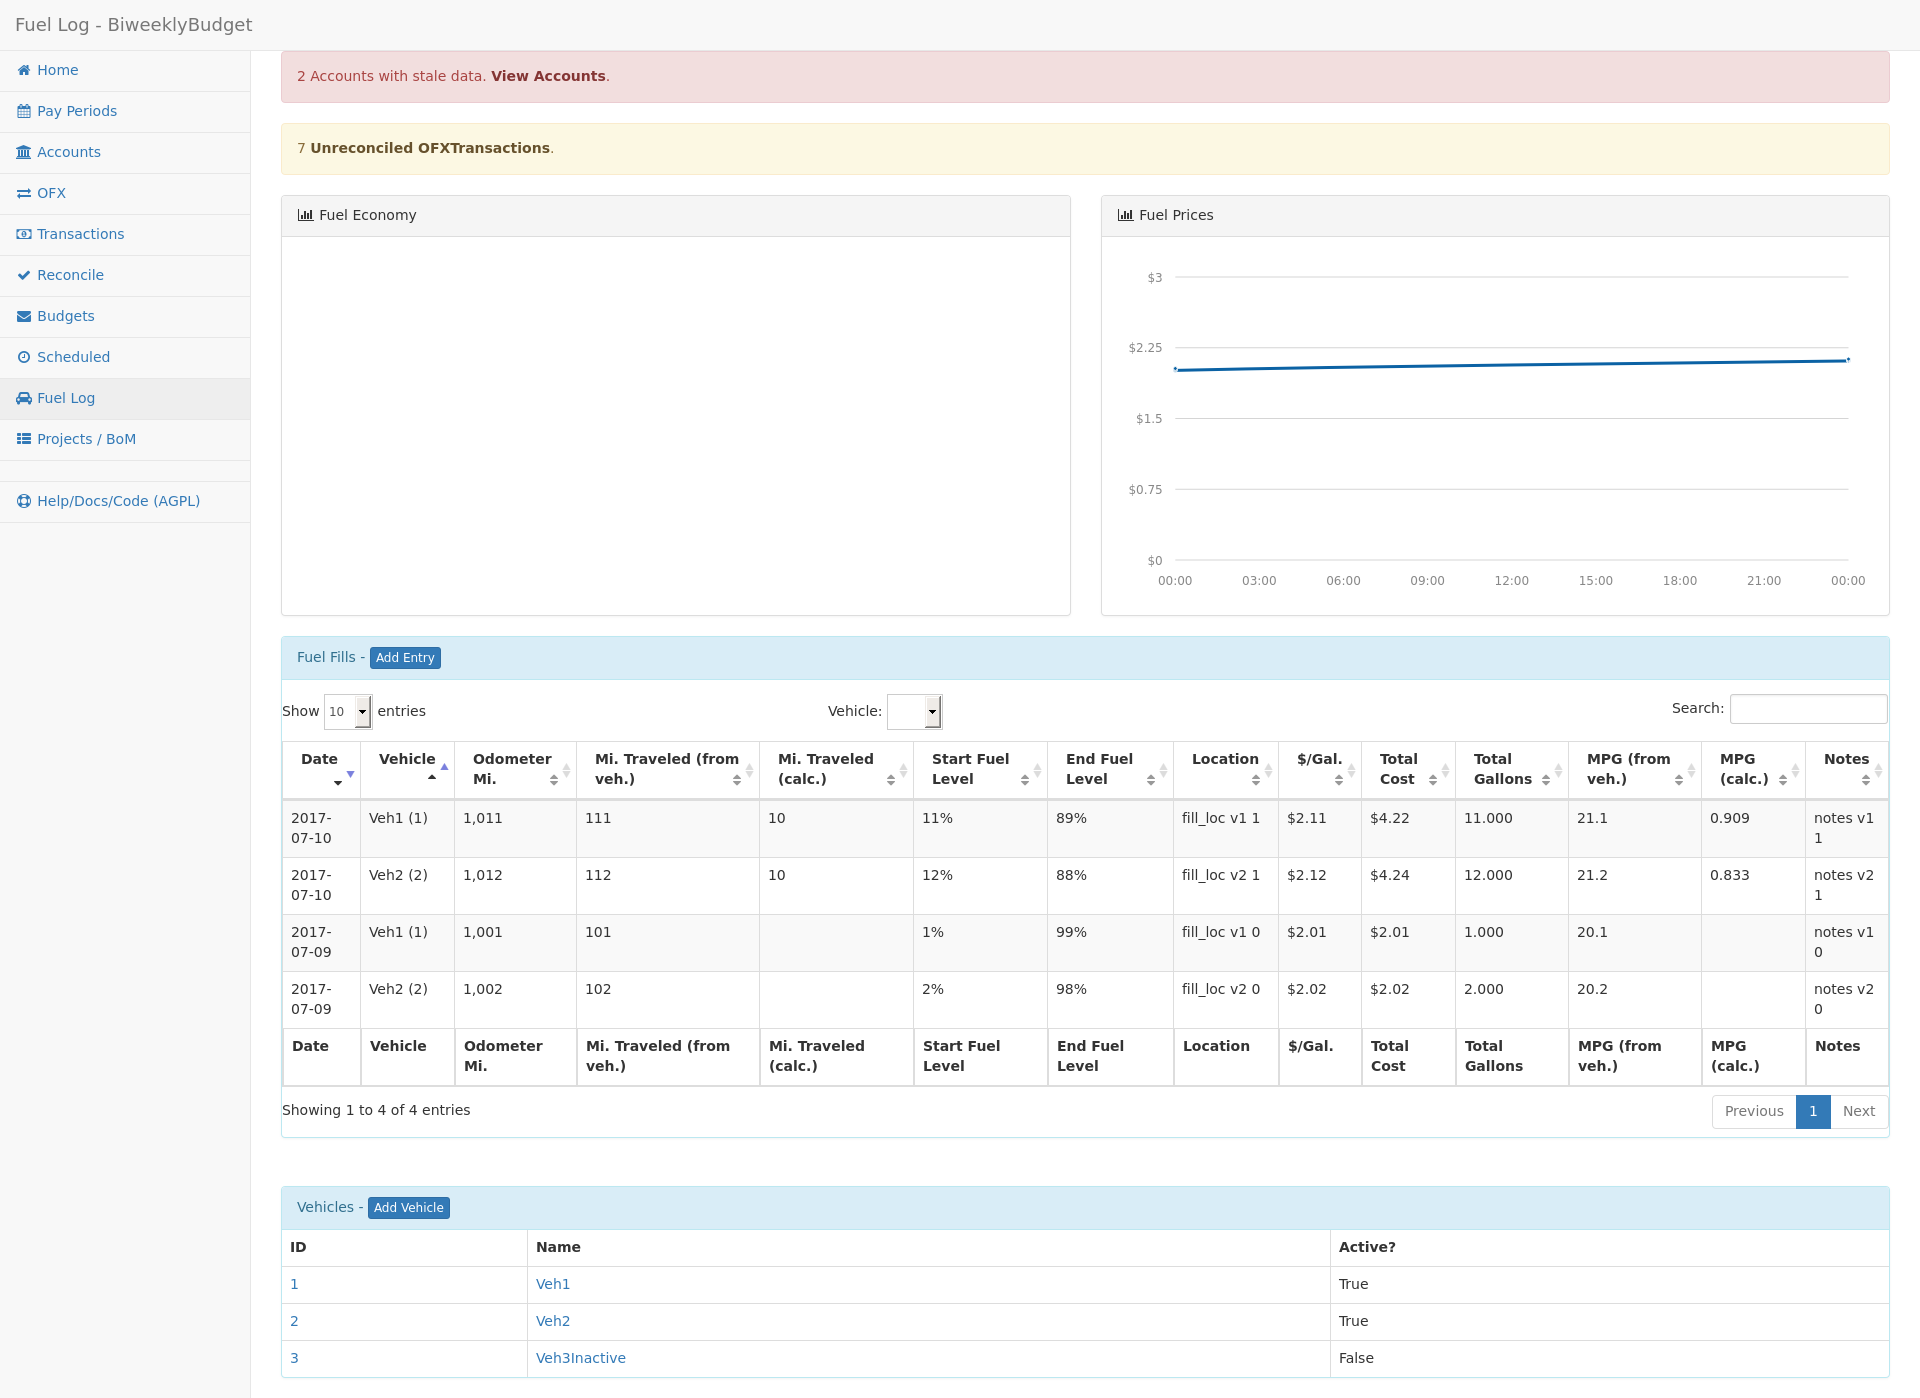 Fuel Log - BiweeklyBudget
Home
Pay Periods
Accounts
OFX
Transactions
Reconcile
Budgets
Scheduled
Fuel Log
Projects / BoM
Help/Docs/Code (AGPL)
2 Accounts with stale data. View Accounts.
7 Unreconciled OFXTransactions.
Fuel Economy
Fuel Prices
$3
$2.25
$1.5
$0.75
$0
00:00 03:00 06:00 09:00 12:00 15:00 18:00 21:00 00:00
Fuel Fills - Add Entry
Show 10 entries Vehicle: Search:
Date Vehicle Odometer Mi. Traveled (from Mi. Traveled Start Fuel End Fuel Location $/Gal. Total Total MPG (from MPG Notes
Mi. veh.) (calc.) Level Level Cost Gallons veh.) (calc.)
2017- Veh1 (1) 1,011 111 10 11% 89% fill_loc v1 1 $2.11 $4.22 11.000 21.1 0.909 notes v1
07-10 1
2017- Veh2 (2) 1,012 112 10 12% 88% fill_loc v2 1 $2.12 $4.24 12.000 21.2 0.833 notes v2
07-10 1
2017- Veh1 (1) 1,001 101 1% 99% fill_loc v1 0 $2.01 $2.01 1.000 20.1 notes v1
07-09 0
2017- Veh2 (2) 1,002 102 2% 98% fill_loc v2 0 $2.02 $2.02 2.000 20.2 notes v2
07-09 0
Date Vehicle Odometer Mi. Traveled (from Mi. Traveled Start Fuel End Fuel Location $/Gal. Total Total MPG (from MPG Notes
Mi. veh.) (calc.) Level Level Cost Gallons veh.) (calc.)
Showing 1 to 4 of 4 entries Previous 1 Next
Vehicles - Add Vehicle
ID Name Active?
1 Veh1 True
2 Veh2 True
3 Veh3Inactive False